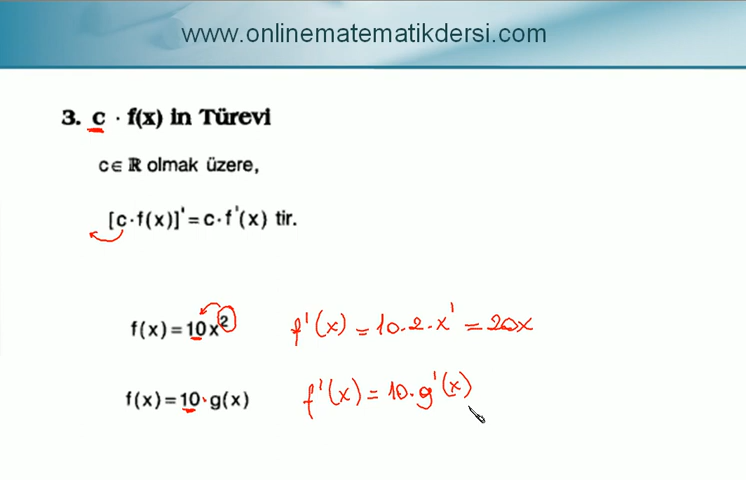 www.onlinematematikdersi.com
3. c · f(x) in Türevi
c∈ ℝ olmak üzere,
[c·f(x)]' = c·f'(x) tir.
f(x) = 10x² f'(x) = 10.2.x¹ = 20x
f(x) = 10·g(x) f'(x) = 10.g'(x)